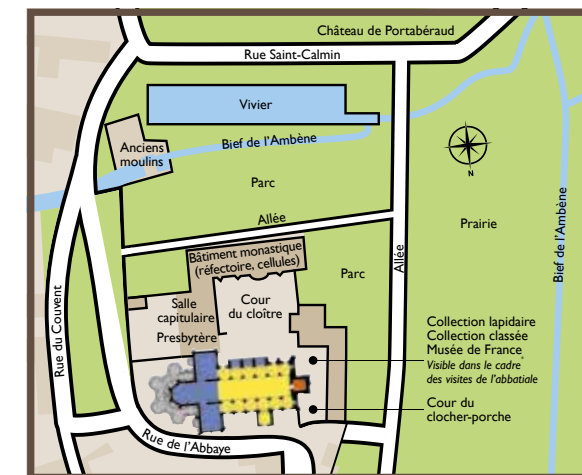 Château de Portabéraud
Rue Saint-Calmin
Vivier
Anciens
moulins
Bief de l'Ambène
Parc
Prairie
Allée
Allée
Bief de l'Ambène
Bâtiment monastique
(réfectoire, cellules)
Parc
Rue du Couvent
Salle
capitulaire
Cour
du cloître
Presbytère
Collection lapidaire
Collection classée
Musée de France
Visible dans le cadre
des visites de l'abbatiale
Cour du
clocher-porche
Rue de l'Abbaye
N